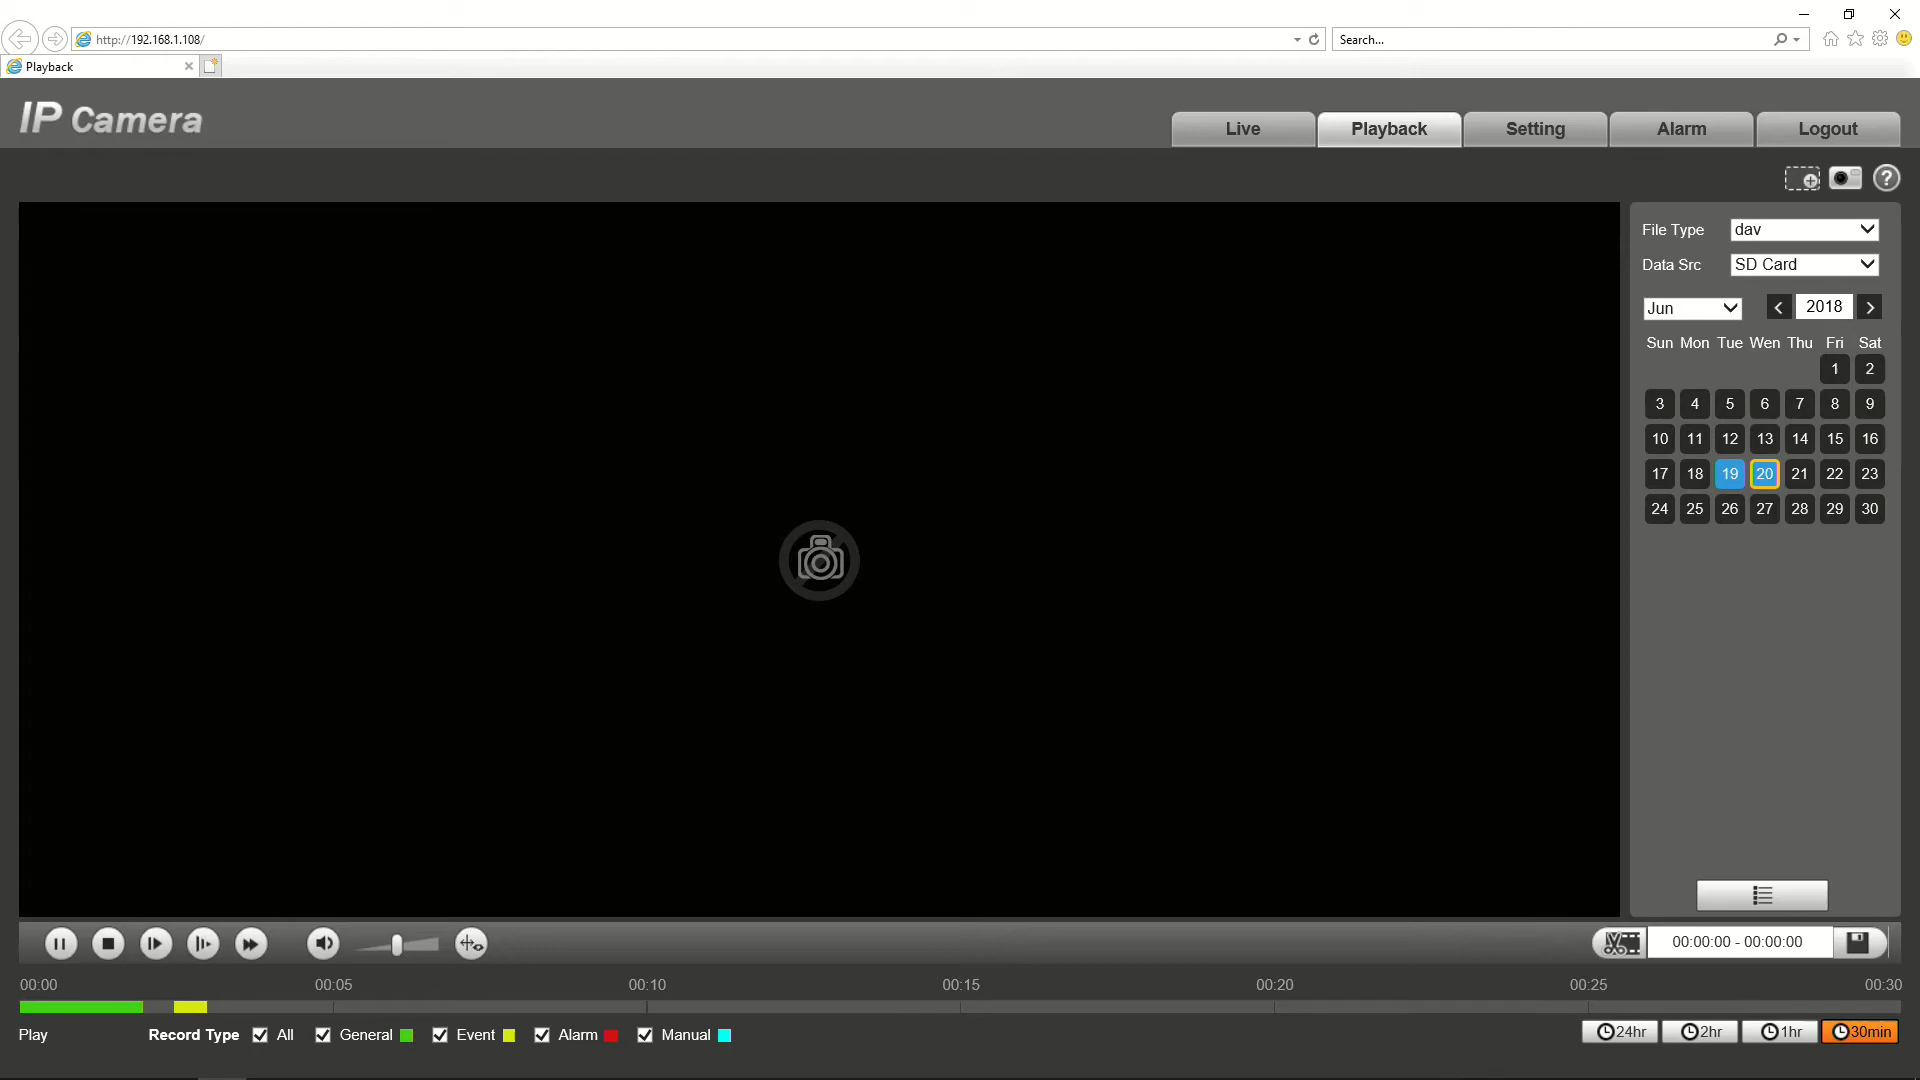 http://192.168.1.108/
Search...
Playback
IP Camera
Live
Playback
Setting
Alarm
Logout
File Type
dav
Data Src
SD Card
Jun
2018
Sun Mon Tue Wen Thu Fri Sat
1 2
3 4 5 6 7 8 9
10 11 12 13 14 15 16
17 18 19 20 21 22 23
24 25 26 27 28 29 30
00:00:00 - 00:00:00
00:00 00:05 00:10 00:15 00:20 00:25 00:30
Play
Record Type
All
General
Event
Alarm
Manual
24hr
2hr
1hr
30min